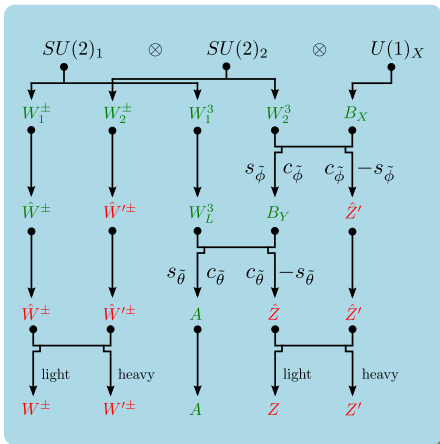 SU(2)₁ ⊗ SU(2)₂ ⊗ U(1)_X
W₁^± W₂^± W₁³ W₂³ B_X
s_φ̃ c_φ̃ c_φ̃ −s_φ̃
Ŵ^± Ŵ′^± W_L³ B_Y Ẑ′
s_θ̃ c_θ̃ c_θ̃ −s_θ̃
Ŵ^± Ŵ′^± A Ẑ Ẑ′
light heavy light heavy
W^± W′^± A Z Z′